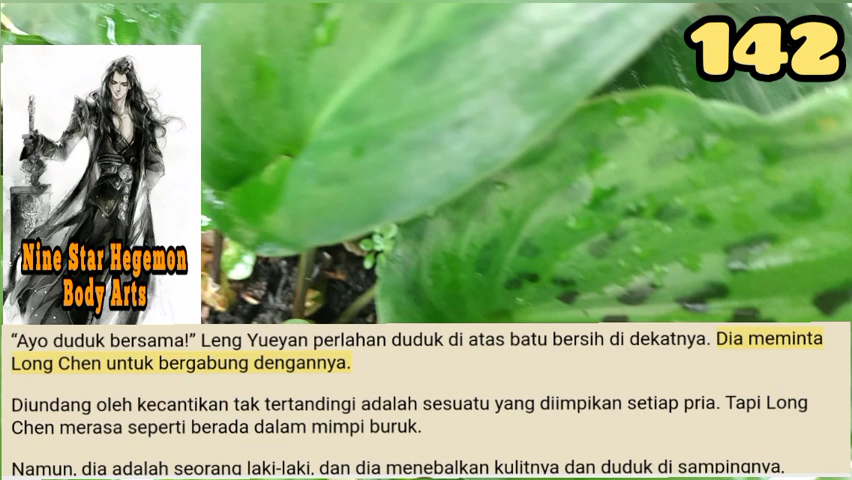 142
Nine Star Hegemon
Body Arts
“Ayo duduk bersama!” Leng Yueyan perlahan duduk di atas batu bersih di dekatnya. Dia meminta
Long Chen untuk bergabung dengannya.
Diundang oleh kecantikan tak tertandingi adalah sesuatu yang diimpikan setiap pria. Tapi Long
Chen merasa seperti berada dalam mimpi buruk.
Namun, dia adalah seorang laki-laki, dan dia menebalkan kulitnya dan duduk di sampingnya.